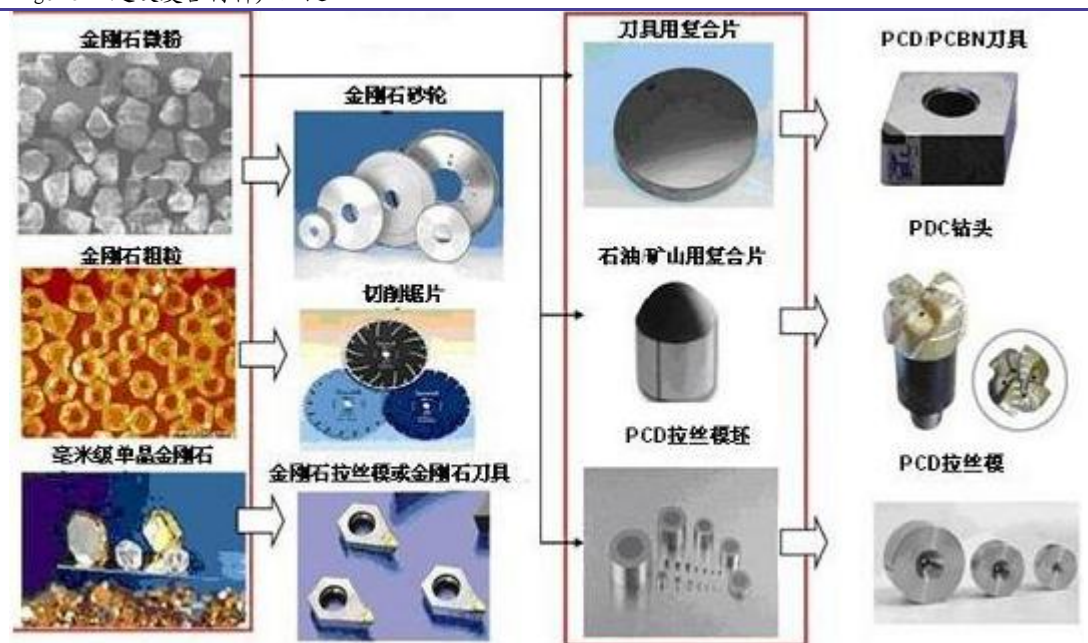 金刚石微粉
刀具用复合片
PCD/PCBN刀具
金刚石砂轮
PDC钻头
金刚石粗粒
石油/矿山用复合片
切削锯片
毫米级单晶金刚石
PCD拉丝模坯
PCD拉丝模
金刚石拉丝模或金刚石刀具